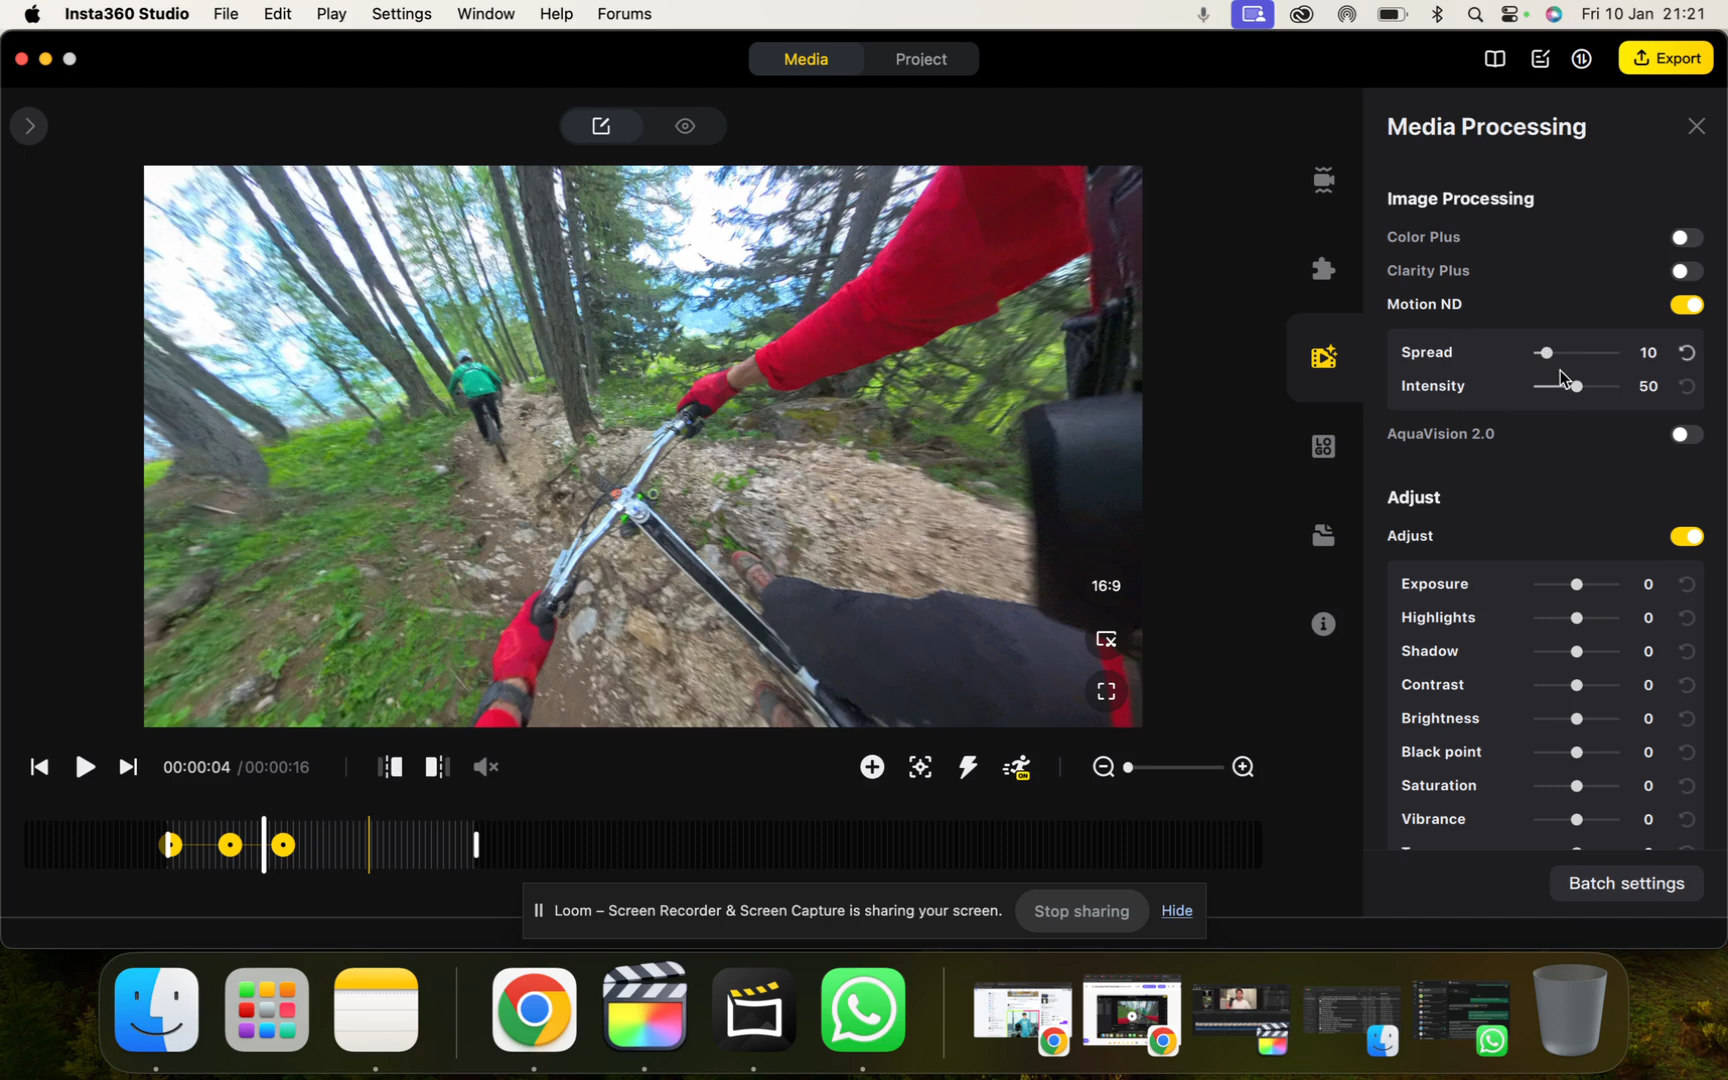 Insta360 Studio File Edit Play Settings Window Help Forums Fri 10 Jan 21:21
Media Project Export
Media Processing
Image Processing
Color Plus
Clarity Plus
Motion ND
Spread 10
Intensity 50
AquaVision 2.0
LO
GO
Adjust
Adjust
16:9
Exposure 0
Highlights 0
Shadow 0
Contrast 0
Brightness 0
Black point 0
Saturation 0
Vibrance 0
00:00:04 / 00:00:16
ON
Batch settings
Loom – Screen Recorder & Screen Capture is sharing your screen. Stop sharing Hide